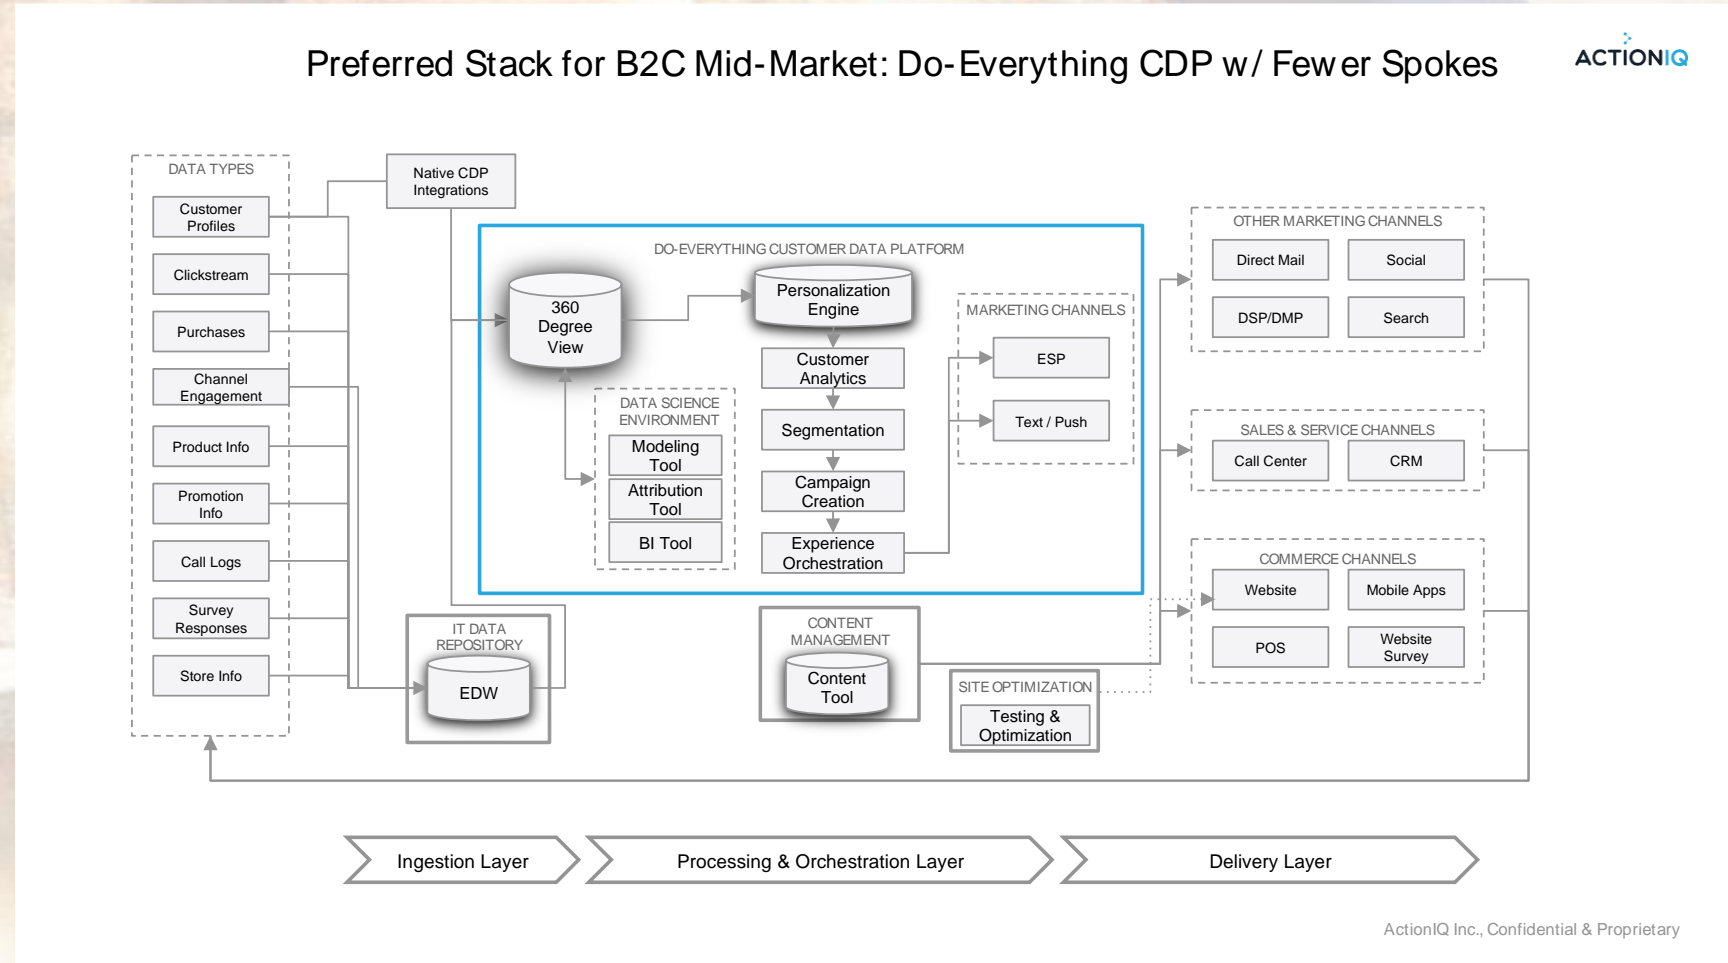 Preferred Stack for B2C Mid-Market: Do-Everything CDP w/ Fewer Spokes
ACTIONIQ
DATA TYPES
Customer
Profiles
Clickstream
Purchases
Channel
Engagement
Product Info
Promotion
Info
Call Logs
Survey
Responses
Store Info
Native CDP
Integrations
IT DATA
REPOSITORY
EDW
DO-EVERYTHING CUSTOMER DATA PLATFORM
360
Degree
View
DATA SCIENCE
ENVIRONMENT
Modeling
Tool
Attribution
Tool
BI Tool
Personalization
Engine
Customer
Analytics
Segmentation
Campaign
Creation
Experience
Orchestration
MARKETING CHANNELS
ESP
Text / Push
CONTENT
MANAGEMENT
Content
Tool
SITE OPTIMIZATION
Testing &
Optimization
OTHER MARKETING CHANNELS
Direct Mail
Social
DSP/DMP
Search
SALES & SERVICE CHANNELS
Call Center
CRM
COMMERCE CHANNELS
Website
Mobile Apps
POS
Website
Survey
Ingestion Layer
Processing & Orchestration Layer
Delivery Layer
ActionIQ Inc., Confidential & Proprietary